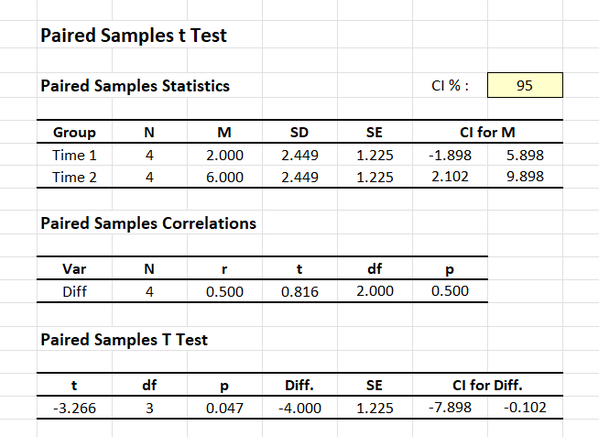 Paired Samples t Test
Paired Samples Statistics CI % : 95
Group N M SD SE CI for M
Time 1 4 2.000 2.449 1.225 -1.898 5.898
Time 2 4 6.000 2.449 1.225 2.102 9.898
Paired Samples Correlations
Var N r t df p
Diff 4 0.500 0.816 2.000 0.500
Paired Samples T Test
t df p Diff. SE CI for Diff.
-3.266 3 0.047 -4.000 1.225 -7.898 -0.102